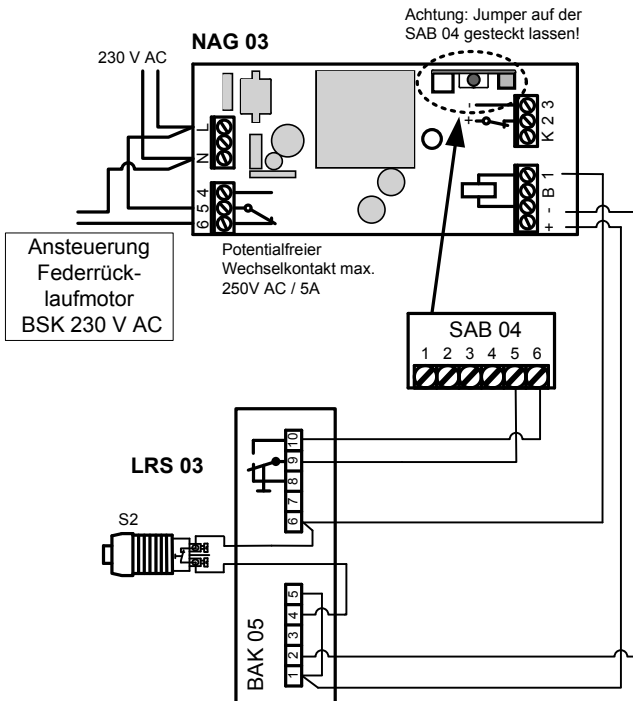 Achtung: Jumper auf der
SAB 04 gesteckt lassen!
NAG 03
230 V AC
L
N
4
5
6
-
+
3
2
K
1
B
-
+
Potentialfreier
Wechselkontakt max.
250V AC / 5A
Ansteuerung
Federrück-
laufmotor
BSK 230 V AC
SAB 04
1 2 3 4 5 6
LRS 03
10
9
8
7
6
S2
BAK 05
5
4
3
2
1